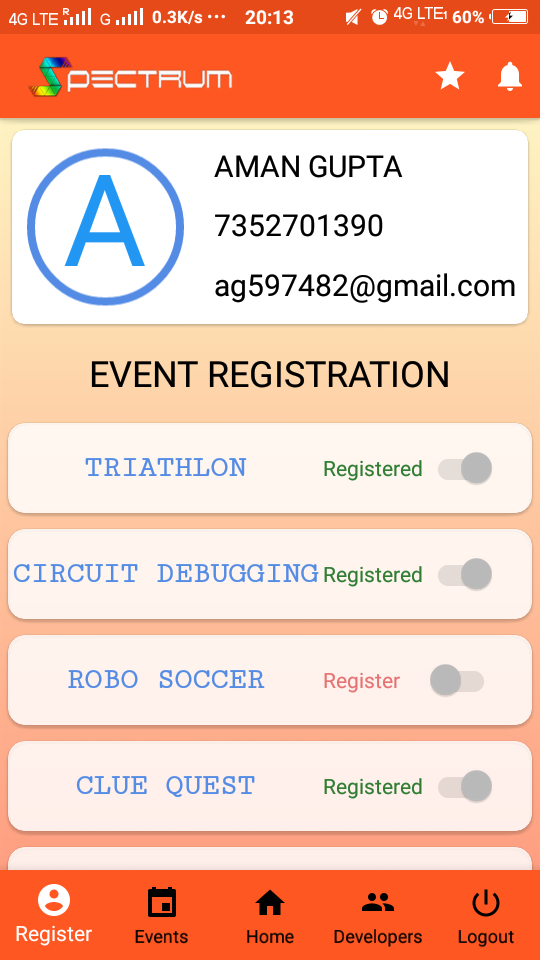 4G LTE R G 0.3K/s ... 20:13 4G LTE1 60%
SPECTRUM
A
AMAN GUPTA
7352701390
ag597482@gmail.com
EVENT REGISTRATION
TRIATHLON Registered
CIRCUIT DEBUGGING Registered
ROBO SOCCER Register
CLUE QUEST Registered
Register Events Home Developers Logout